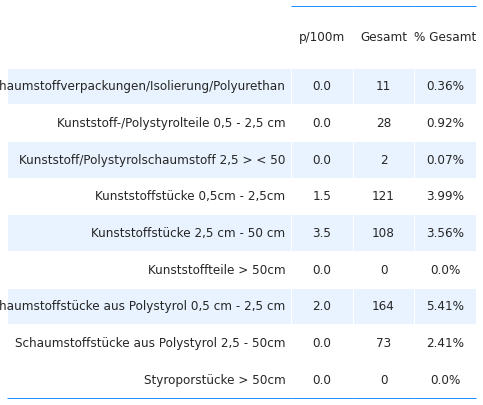 p/100m Gesamt % Gesamt
haumstoffverpackungen/Isolierung/Polyurethan 0.0 11 0.36%
Kunststoff-/Polystyrolteile 0,5 - 2,5 cm 0.0 28 0.92%
Kunststoff/Polystyrolschaumstoff 2,5 > < 50 0.0 2 0.07%
Kunststoffstücke 0,5cm - 2,5cm 1.5 121 3.99%
Kunststoffstücke 2,5 cm - 50 cm 3.5 108 3.56%
Kunststoffteile > 50cm 0.0 0 0.0%
haumstoffstücke aus Polystyrol 0,5 cm - 2,5 cm 2.0 164 5.41%
Schaumstoffstücke aus Polystyrol 2,5 - 50cm 0.0 73 2.41%
Styroporstücke > 50cm 0.0 0 0.0%